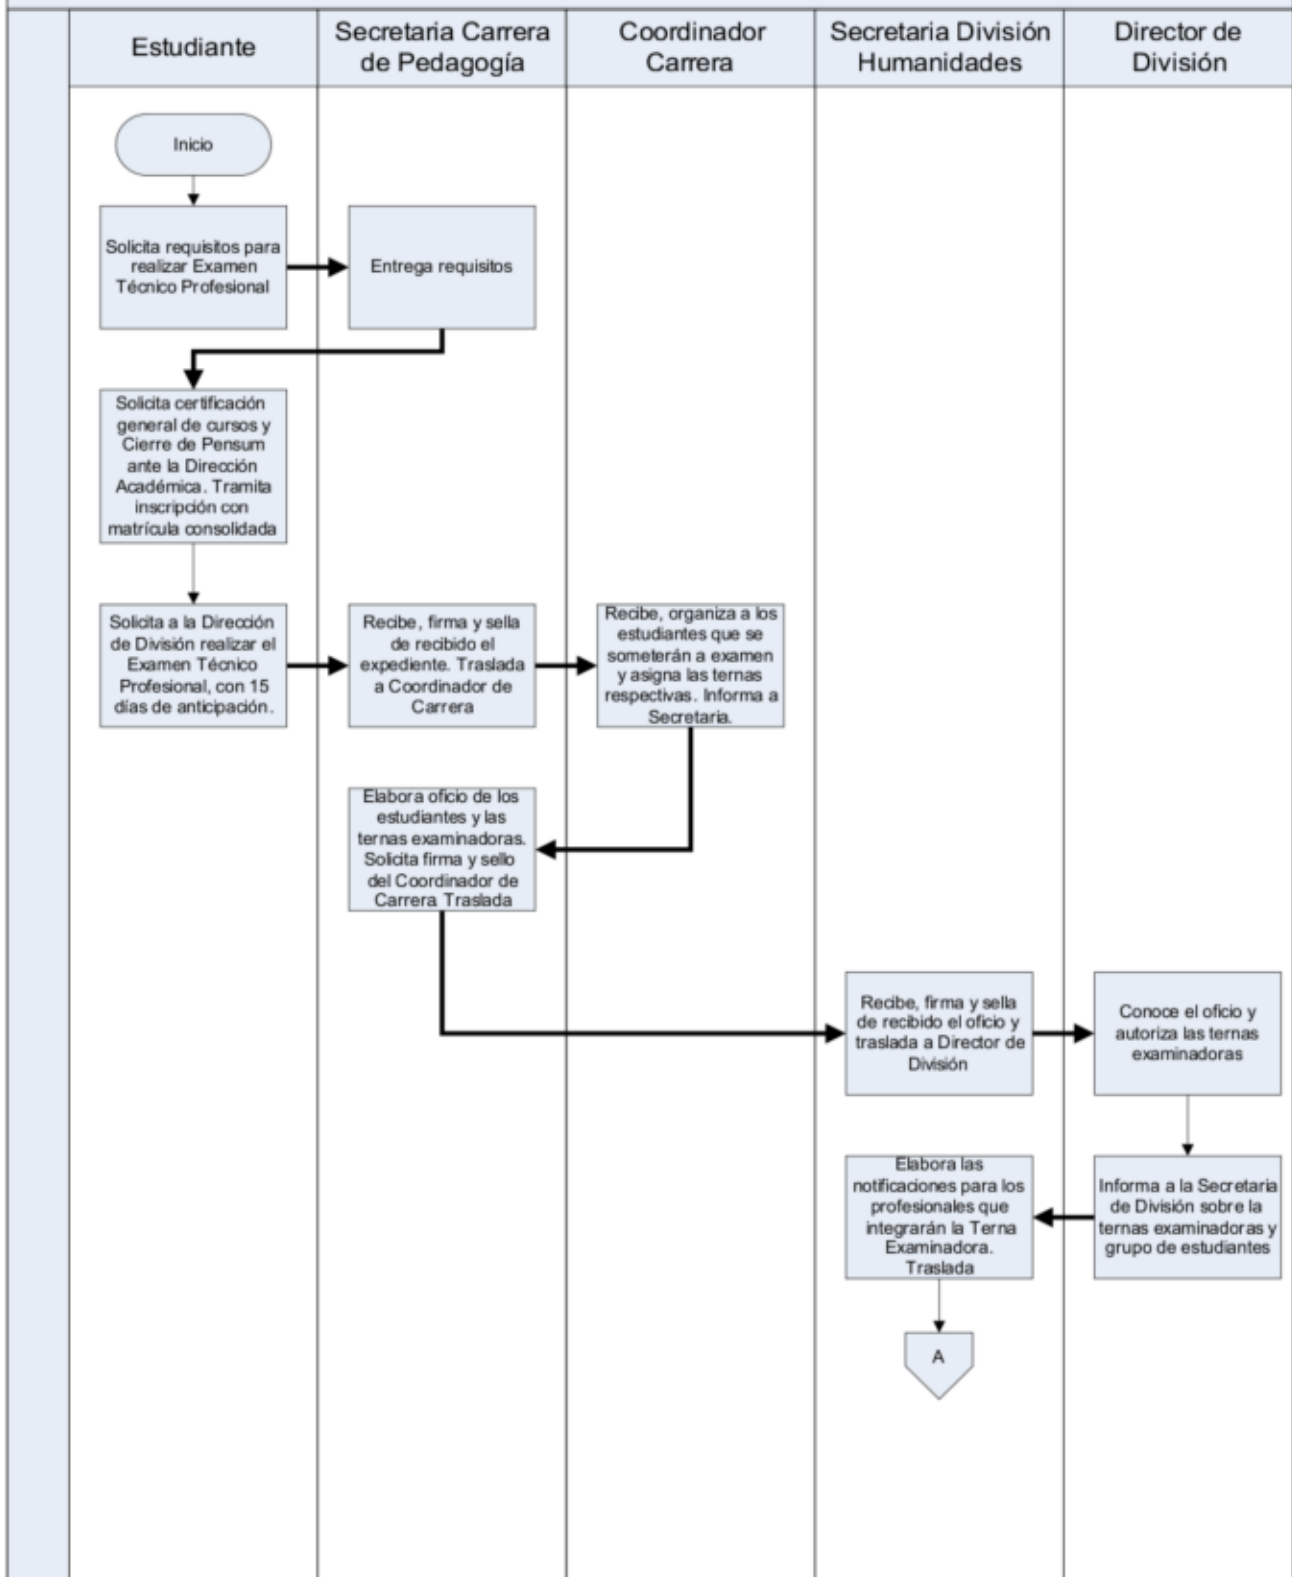 Estudiante
Secretaria Carrera
de Pedagogía
Coordinador
Carrera
Secretaria División
Humanidades
Director de
División
Inicio
Solicita requisitos para
realizar Examen
Técnico Profesional
Entrega requisitos
Solicita certificación
general de cursos y
Cierre de Pensum
ante la Dirección
Académica. Tramita
inscripción con
matrícula consolidada
Solicita a la Dirección
de División realizar el
Examen Técnico
Profesional, con 15
días de anticipación.
Recibe, firma y sella
de recibido el
expediente. Traslada
a Coordinador de
Carrera
Recibe, organiza a los
estudiantes que se
someterán a examen
y asigna las ternas
respectivas. Informa a
Secretaria.
Elabora oficio de los
estudiantes y las
ternas examinadoras.
Solicita firma y sello
del Coordinador de
Carrera. Traslada
Recibe, firma y sella
de recibido el oficio y
traslada a Director de
División
Conoce el oficio y
autoriza las ternas
examinadoras
Elabora las
notificaciones para los
profesionales que
integrarán la Terna
Examinadora.
Traslada
Informa a la Secretaria
de División sobre la
ternas examinadoras y
grupo de estudiantes
A